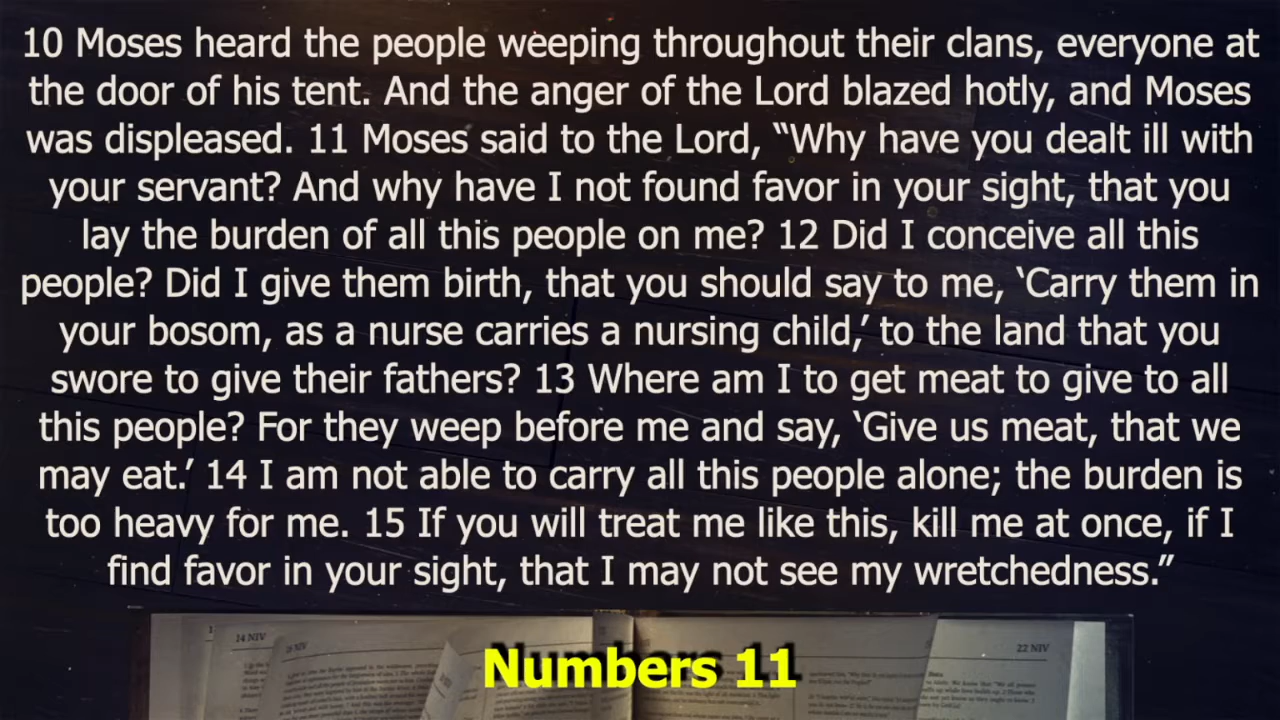 10 Moses heard the people weeping throughout their clans, everyone at
the door of his tent. And the anger of the Lord blazed hotly, and Moses
was displeased. 11 Moses said to the Lord, “Why have you dealt ill with
your servant? And why have I not found favor in your sight, that you
lay the burden of all this people on me? 12 Did I conceive all this
people? Did I give them birth, that you should say to me, ‘Carry them in
your bosom, as a nurse carries a nursing child,’ to the land that you
swore to give their fathers? 13 Where am I to get meat to give to all
this people? For they weep before me and say, ‘Give us meat, that we
may eat.’ 14 I am not able to carry all this people alone; the burden is
too heavy for me. 15 If you will treat me like this, kill me at once, if I
find favor in your sight, that I may not see my wretchedness.”
14 NIV
22 NIV
Numbers 11